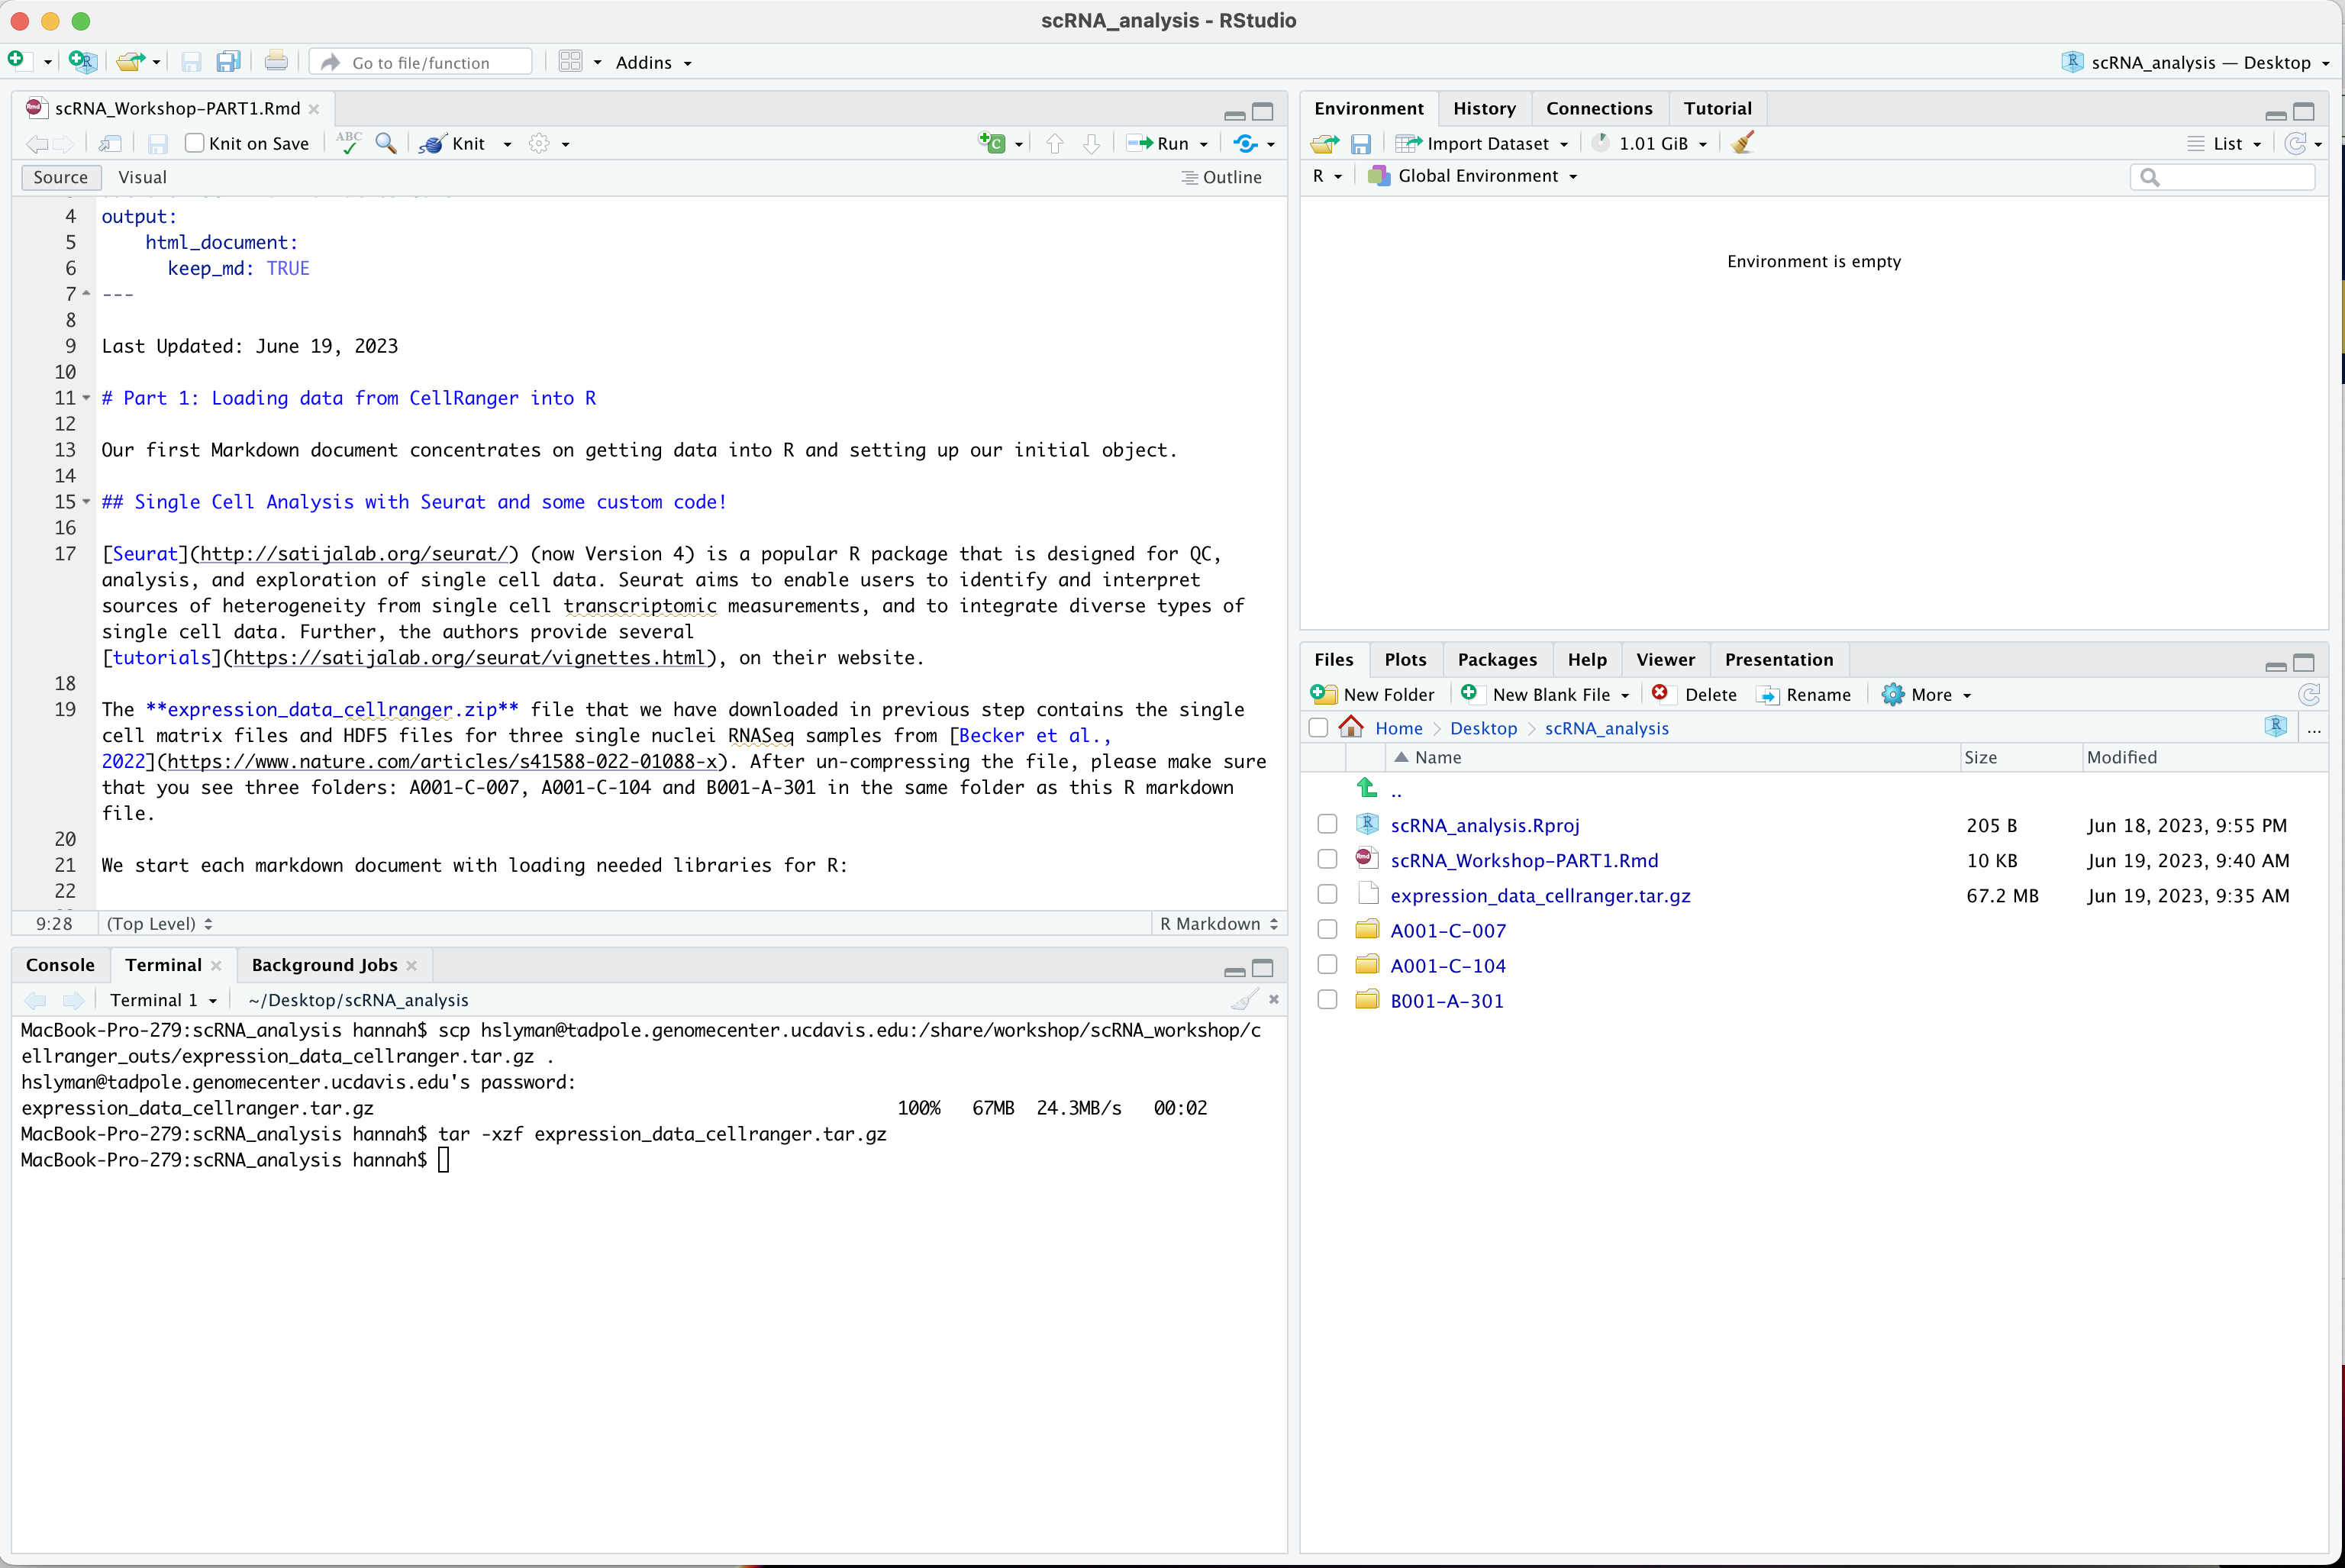 scRNA_analysis - RStudio
Go to file/function
Addins
scRNA_analysis — Desktop
scRNA_Workshop-PART1.Rmd
Knit on Save
ABC
Knit
Run
Source
Visual
Outline
4 output:
5 html_document:
6 keep_md: TRUE
7 ---
8
9 Last Updated: June 19, 2023
10
11 # Part 1: Loading data from CellRanger into R
12
13 Our first Markdown document concentrates on getting data into R and setting up our initial object.
14
15 ## Single Cell Analysis with Seurat and some custom code!
16
17 [Seurat](http://satijalab.org/seurat/) (now Version 4) is a popular R package that is designed for QC,
analysis, and exploration of single cell data. Seurat aims to enable users to identify and interpret
sources of heterogeneity from single cell transcriptomic measurements, and to integrate diverse types of
single cell data. Further, the authors provide several
[tutorials](https://satijalab.org/seurat/vignettes.html), on their website.
18
19 The **expression_data_cellranger.zip** file that we have downloaded in previous step contains the single
cell matrix files and HDF5 files for three single nuclei RNASeq samples from [Becker et al.,
2022](https://www.nature.com/articles/s41588-022-01088-x). After un-compressing the file, please make sure
that you see three folders: A001-C-007, A001-C-104 and B001-A-301 in the same folder as this R markdown
file.
20
21 We start each markdown document with loading needed libraries for R:
22
9:28
(Top Level)
R Markdown
Console
Terminal
Background Jobs
Terminal 1
~/Desktop/scRNA_analysis
MacBook-Pro-279:scRNA_analysis hannah$ scp hslyman@tadpole.genomecenter.ucdavis.edu:/share/workshop/scRNA_workshop/c
ellranger_outs/expression_data_cellranger.tar.gz .
hslyman@tadpole.genomecenter.ucdavis.edu's password:
expression_data_cellranger.tar.gz 100% 67MB 24.3MB/s 00:02
MacBook-Pro-279:scRNA_analysis hannah$ tar -xzf expression_data_cellranger.tar.gz
MacBook-Pro-279:scRNA_analysis hannah$
Environment
History
Connections
Tutorial
Import Dataset
1.01 GiB
List
R
Global Environment
Environment is empty
Files
Plots
Packages
Help
Viewer
Presentation
New Folder
New Blank File
Delete
Rename
More
Home
Desktop
scRNA_analysis
...
Name Size Modified
..
scRNA_analysis.Rproj 205 B Jun 18, 2023, 9:55 PM
scRNA_Workshop-PART1.Rmd 10 KB Jun 19, 2023, 9:40 AM
expression_data_cellranger.tar.gz 67.2 MB Jun 19, 2023, 9:35 AM
A001-C-007
A001-C-104
B001-A-301